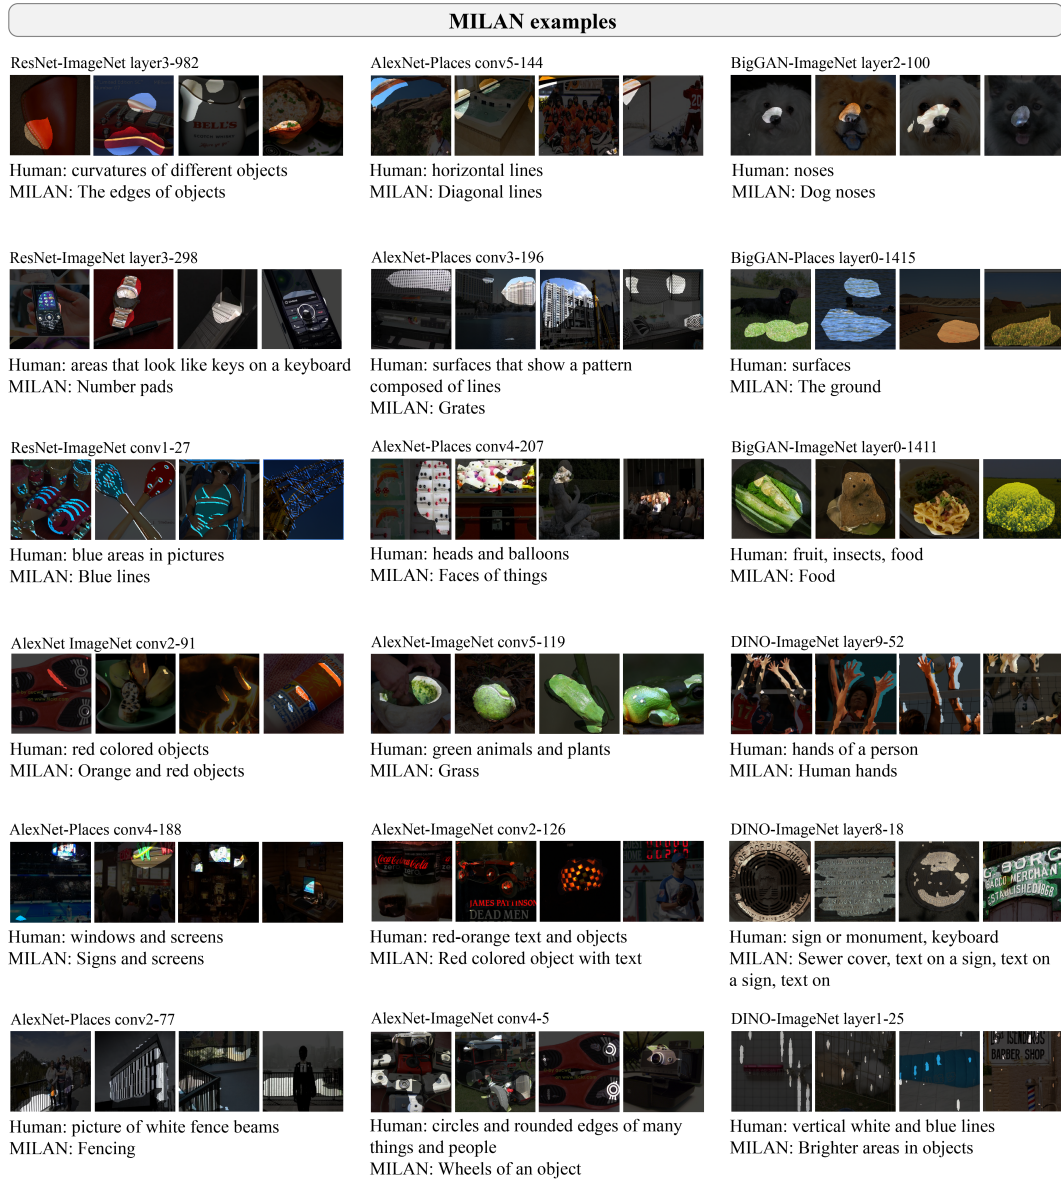 MILAN examples
ResNet-ImageNet layer3-982
BELL'S
Human: curvatures of different objects
MILAN: The edges of objects
AlexNet-Places conv5-144
20
Human: horizontal lines
MILAN: Diagonal lines
BigGAN-ImageNet layer2-100
Human: noses
MILAN: Dog noses
ResNet-ImageNet layer3-298
Human: areas that look like keys on a keyboard
MILAN: Number pads
AlexNet-Places conv3-196
Human: surfaces that show a pattern
composed of lines
MILAN: Grates
BigGAN-Places layer0-1415
Human: surfaces
MILAN: The ground
ResNet-ImageNet conv1-27
Human: blue areas in pictures
MILAN: Blue lines
AlexNet-Places conv4-207
Human: heads and balloons
MILAN: Faces of things
BigGAN-ImageNet layer0-1411
Human: fruit, insects, food
MILAN: Food
AlexNet ImageNet conv2-91
Human: red colored objects
MILAN: Orange and red objects
AlexNet-ImageNet conv5-119
Human: green animals and plants
MILAN: Grass
DINO-ImageNet layer9-52
Human: hands of a person
MILAN: Human hands
AlexNet-Places conv4-188
Human: windows and screens
MILAN: Signs and screens
AlexNet-ImageNet conv2-126
Coca-Cola
JAMES PATTINSON
DEAD MEN
Human: red-orange text and objects
MILAN: Red colored object with text
DINO-ImageNet layer8-18
ESTABLISHED 1868
Human: sign or monument, keyboard
MILAN: Sewer cover, text on a sign, text on
a sign, text on
AlexNet-Places conv2-77
Human: picture of white fence beams
MILAN: Fencing
AlexNet-ImageNet conv4-5
Human: circles and rounded edges of many
things and people
MILAN: Wheels of an object
DINO-ImageNet layer1-25
BARBER SHOP
Human: vertical white and blue lines
MILAN: Brighter areas in objects